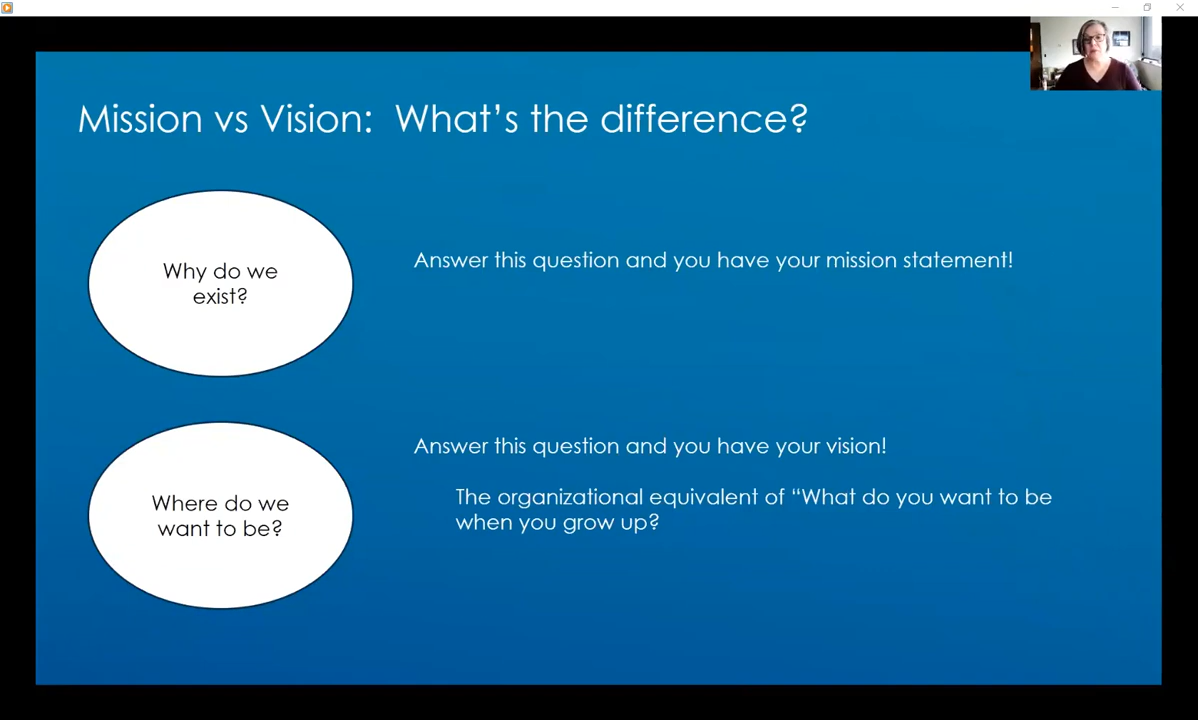 Mission vs Vision:  What's the difference?
Why do we
exist?
Answer this question and you have your mission statement!
Where do we
want to be?
Answer this question and you have your vision!
The organizational equivalent of “What do you want to be
when you grow up?